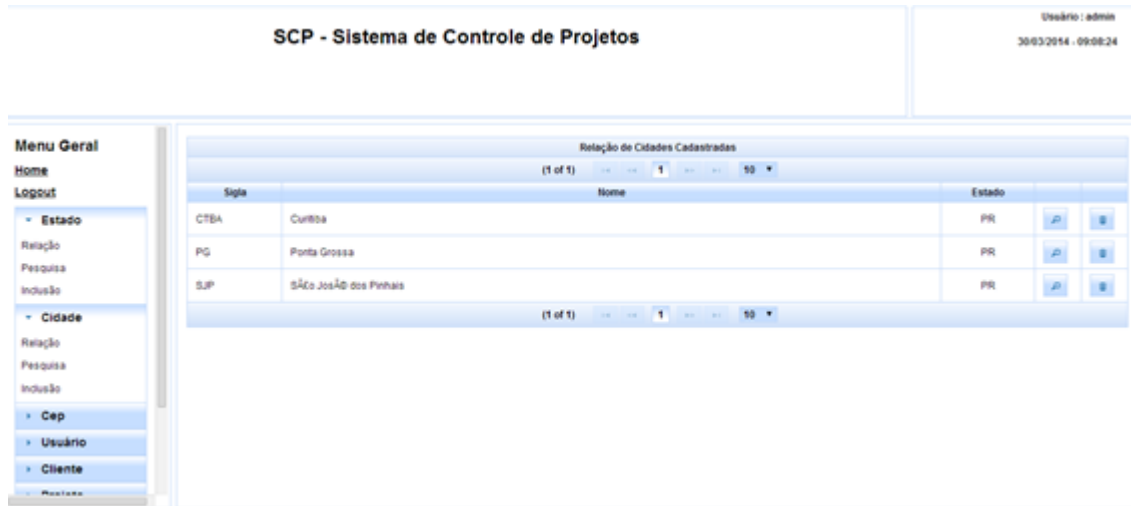 SCP - Sistema de Controle de Projetos
Usuário : admin
30/03/2014 - 09:08:24
Menu Geral
Home
Logout
Estado
Relação
Pesquisa
Inclusão
Cidade
Relação
Pesquisa
Inclusão
Cep
Usuário
Cliente
Projeto
Relação de Cidades Cadastradas
(1 of 1) 1 10
Sigla Nome Estado
CTBA Curitiba PR
PG Ponta Grossa PR
SJP SÃ£o JosÃ© dos Pinhais PR
(1 of 1) 1 10